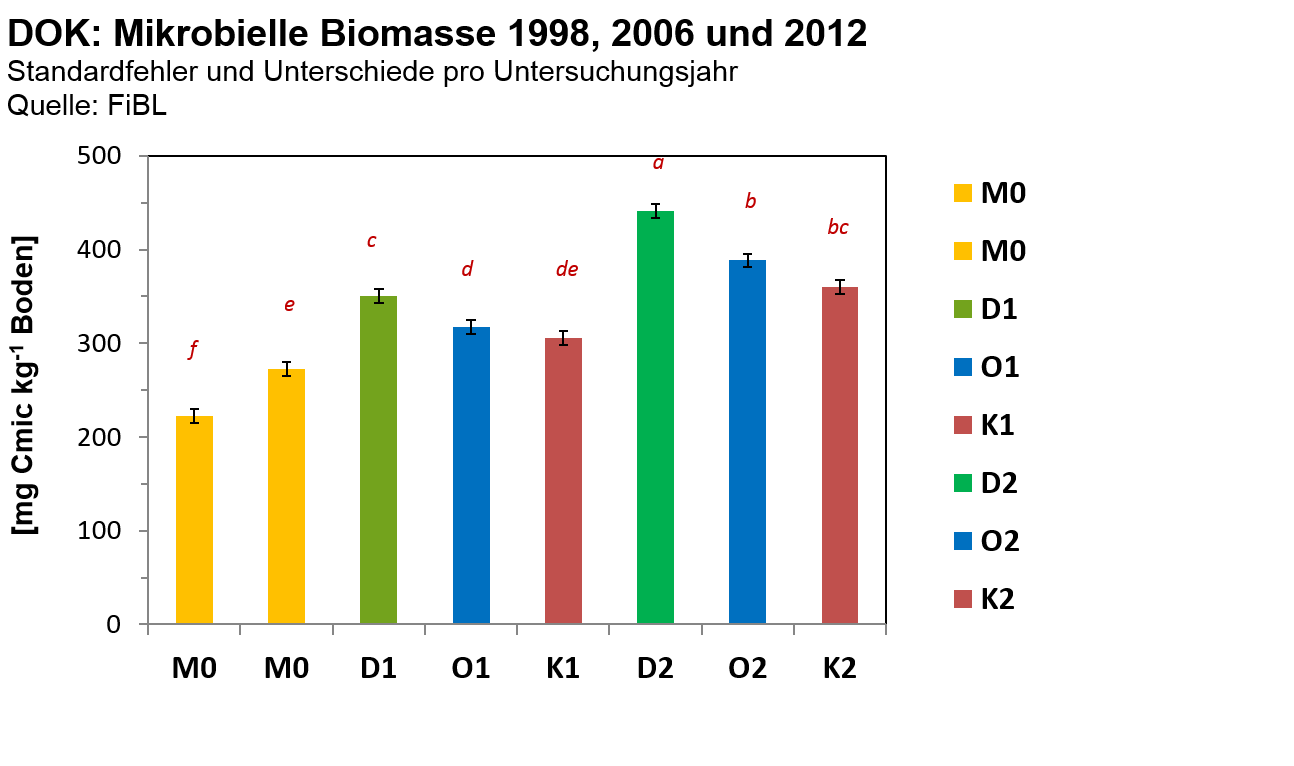 DOK: Mikrobielle Biomasse 1998, 2006 und 2012
Standardfehler und Unterschiede pro Untersuchungsjahr
Quelle: FiBL
[mg Cmic kg-1 Boden]
500
400
300
200
100
0
f
e
c
d
de
a
b
bc
M0
M0
D1
O1
K1
D2
O2
K2
M0
M0
D1
O1
K1
D2
O2
K2